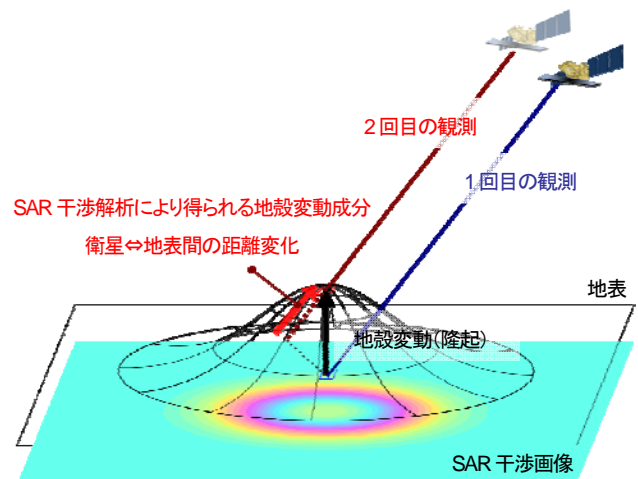 2回目の観測
1回目の観測
SAR 干渉解析により得られる地殻変動成分
衛星⇔地表間の距離変化
地表
地殻変動(隆起)
SAR 干渉画像